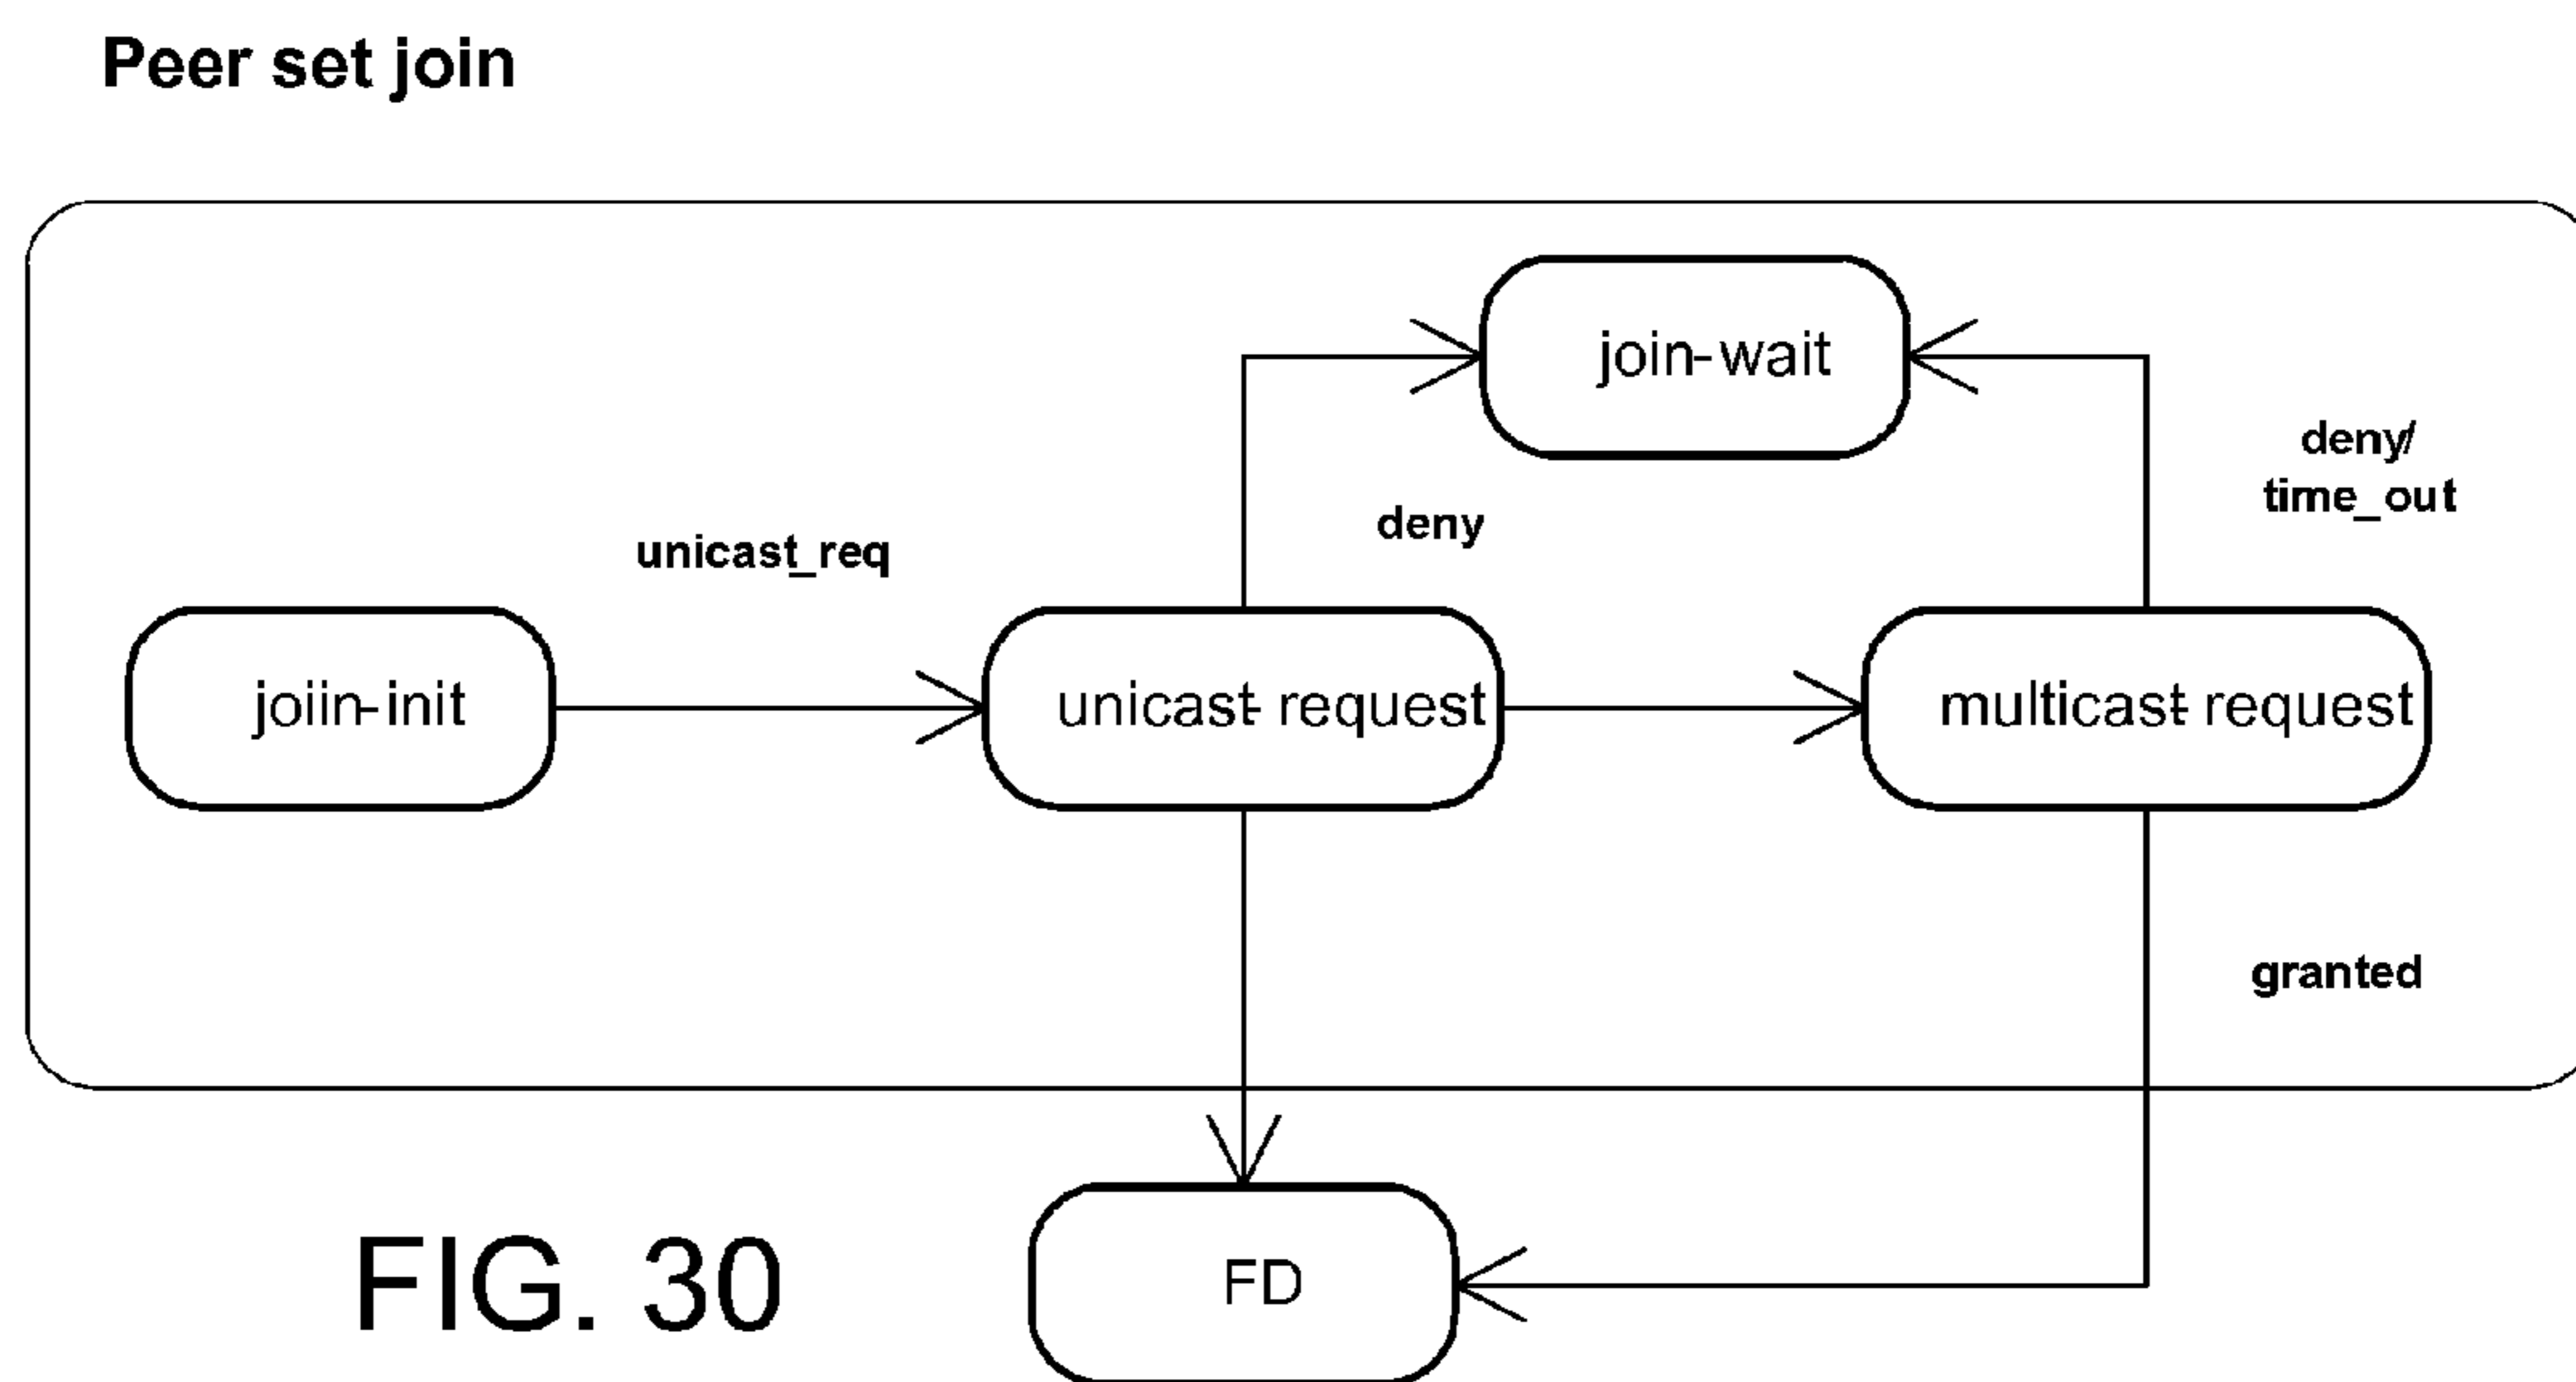 Peer set join
join-wait
deny/
time_out
deny
unicast_req
joiin-init
unicast- request
multicast- request
granted
FD
FIG. 30